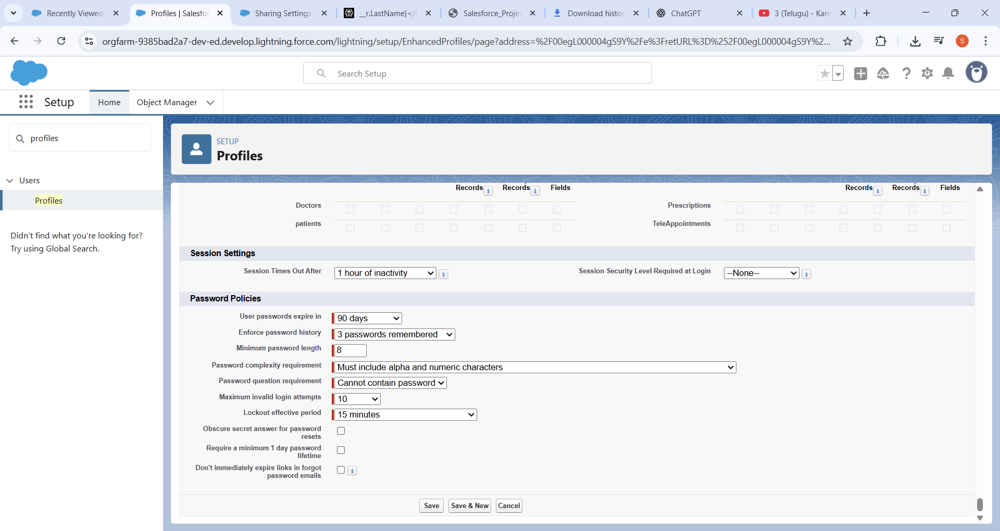 Recently Viewed
Profiles | Salesfo
Sharing Settings
__r.LastName}</l
Salesforce_Projec
Download histor
ChatGPT
3 (Telugu) - Kann
orgfarm-9385bad2a7-dev-ed.develop.lightning.force.com/lightning/setup/EnhancedProfiles/page?address=%2F00egL000004gS9Y%2Fe%3FretURL%3D%252F00egL000004gS9Y%2...
S
Search Setup
Setup
Home
Object Manager
profiles
Users
Profiles
Didn't find what you're looking for?
Try using Global Search.
SETUP
Profiles
Records i Records i Fields Records i Records i Fields
Doctors Prescriptions
patients TeleAppointments
Session Settings
Session Times Out After 1 hour of inactivity i Session Security Level Required at Login --None-- i
Password Policies
User passwords expire in 90 days
Enforce password history 3 passwords remembered
Minimum password length 8
Password complexity requirement Must include alpha and numeric characters
Password question requirement Cannot contain password
Maximum invalid login attempts 10
Lockout effective period 15 minutes
Obscure secret answer for password
resets
Require a minimum 1 day password
lifetime
Don't immediately expire links in forgot
password emails i
Save Save & New Cancel